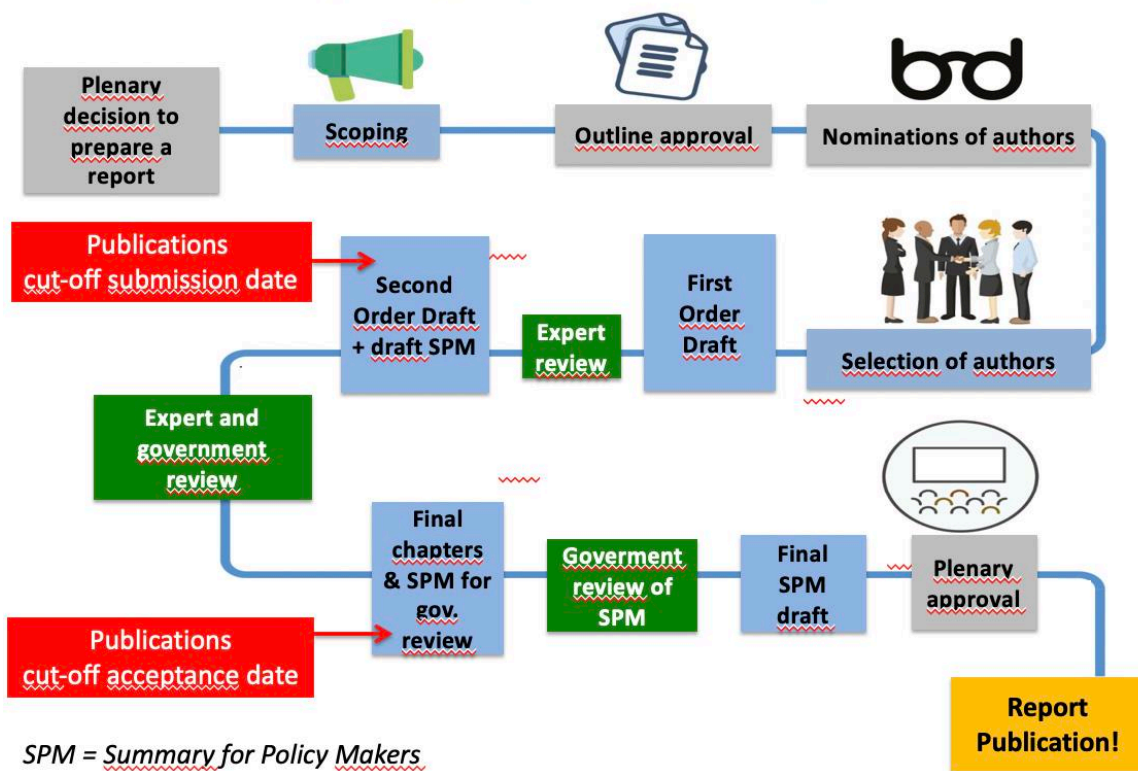 Plenary
decision to
prepare a
report
Scoping
Outline approval
Nominations of authors
Publications
cut-off submission date
Second
Order Draft
+ draft SPM
Expert
review
First
Order
Draft
Selection of authors
Expert and
government
review
Final
chapters
& SPM for
gov.
review
Goverment
review of
SPM
Final
SPM
draft
Plenary
approval
Publications
cut-off acceptance date
Report
Publication!
SPM = Summary for Policy Makers